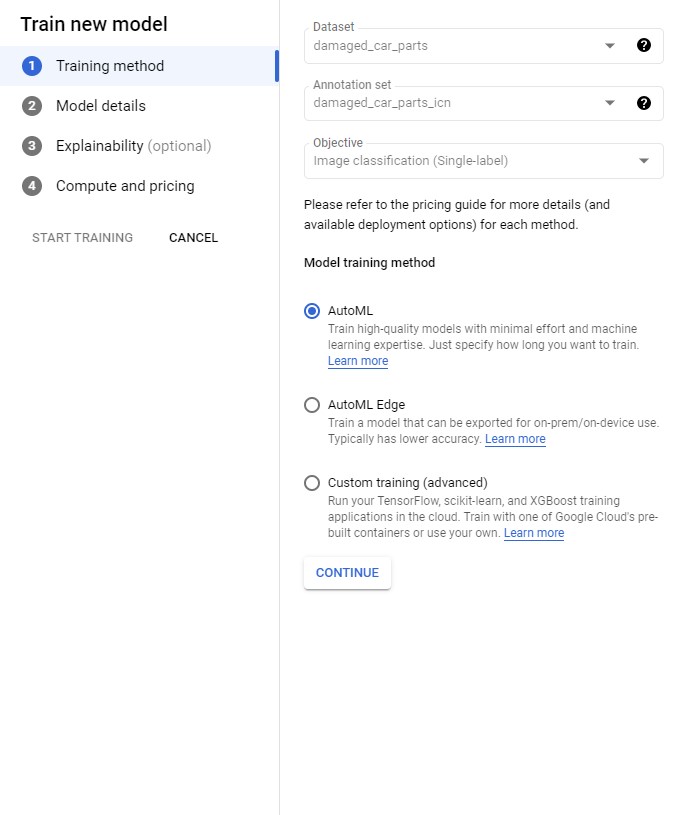 Train new model
1 Training method
2 Model details
3 Explainability (optional)
4 Compute and pricing
START TRAINING CANCEL
Dataset
damaged_car_parts ?
Annotation set
damaged_car_parts_icn ?
Objective
Image classification (Single-label)
Please refer to the pricing guide for more details (and
available deployment options) for each method.
Model training method
AutoML
Train high-quality models with minimal effort and machine
learning expertise. Just specify how long you want to train.
Learn more
AutoML Edge
Train a model that can be exported for on-prem/on-device use.
Typically has lower accuracy. Learn more
Custom training (advanced)
Run your TensorFlow, scikit-learn, and XGBoost training
applications in the cloud. Train with one of Google Cloud's pre-
built containers or use your own. Learn more
CONTINUE